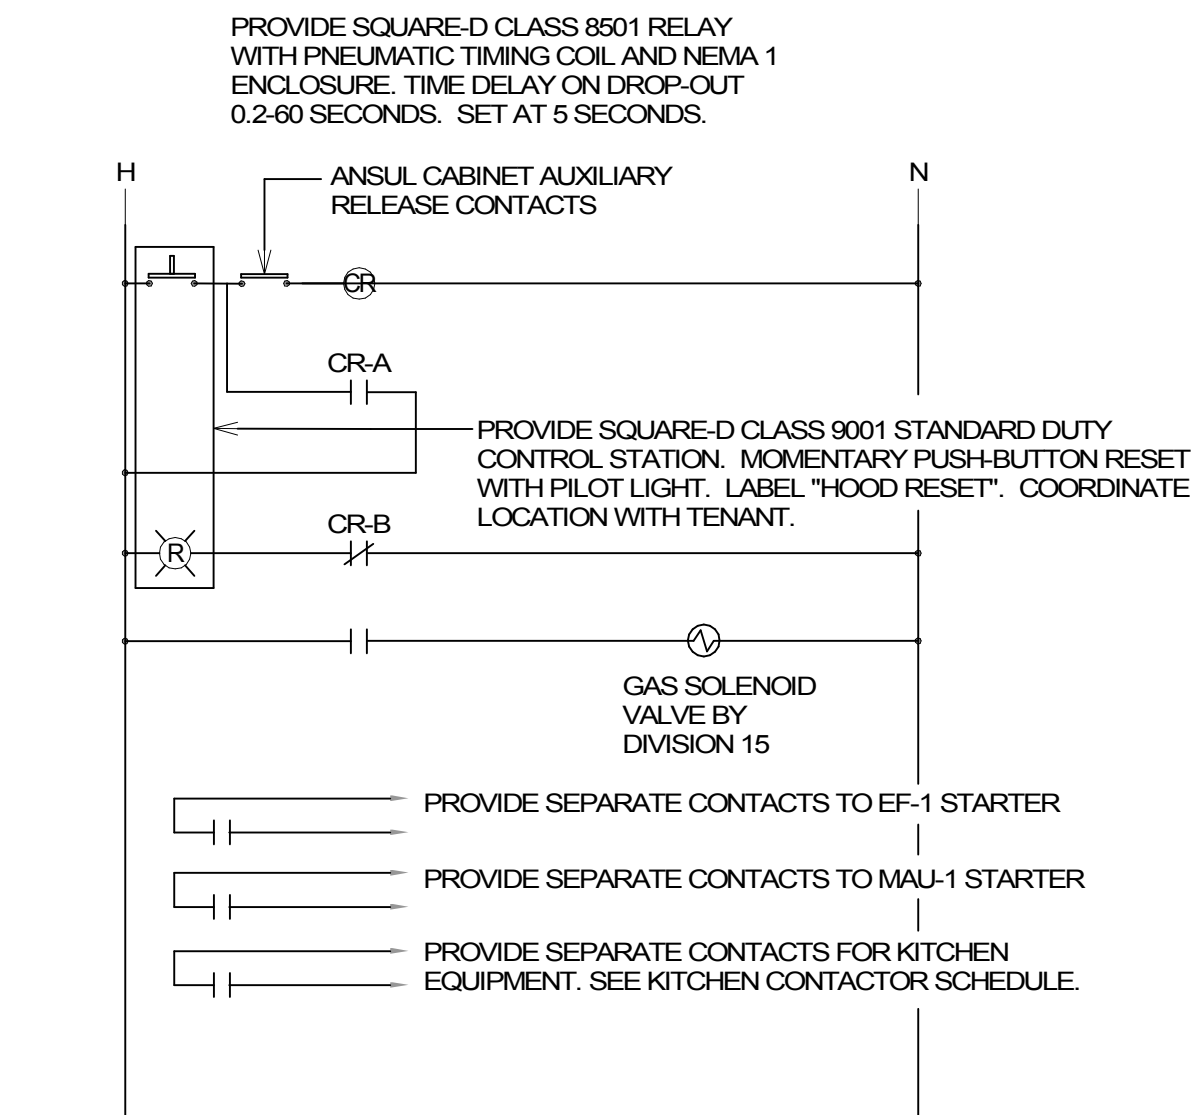 PROVIDE SQUARE-D CLASS 8501 RELAY
WITH PNEUMATIC TIMING COIL AND NEMA 1
ENCLOSURE. TIME DELAY ON DROP-OUT
0.2-60 SECONDS. SET AT 5 SECONDS.
H
N
ANSUL CABINET AUXILIARY
RELEASE CONTACTS
CR
CR-A
PROVIDE SQUARE-D CLASS 9001 STANDARD DUTY
CONTROL STATION. MOMENTARY PUSH-BUTTON RESET
WITH PILOT LIGHT. LABEL "HOOD RESET". COORDINATE
LOCATION WITH TENANT.
CR-B
R
GAS SOLENOID
VALVE BY
DIVISION 15
PROVIDE SEPARATE CONTACTS TO EF-1 STARTER
PROVIDE SEPARATE CONTACTS TO MAU-1 STARTER
PROVIDE SEPARATE CONTACTS FOR KITCHEN
EQUIPMENT. SEE KITCHEN CONTACTOR SCHEDULE.